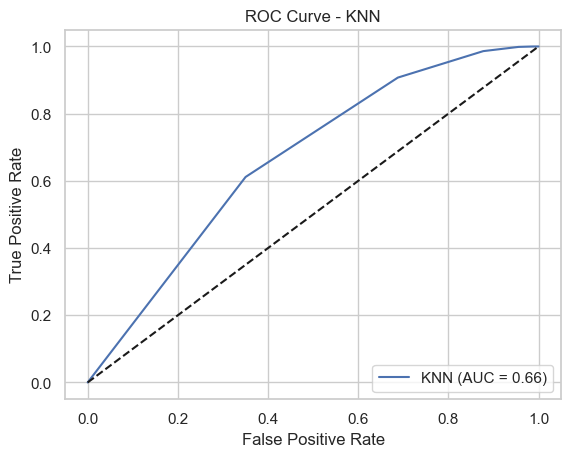 ROC Curve - KNN
True Positive Rate
1.0
0.8
0.6
0.4
0.2
0.0
KNN (AUC = 0.66)
0.0 0.2 0.4 0.6 0.8 1.0
False Positive Rate